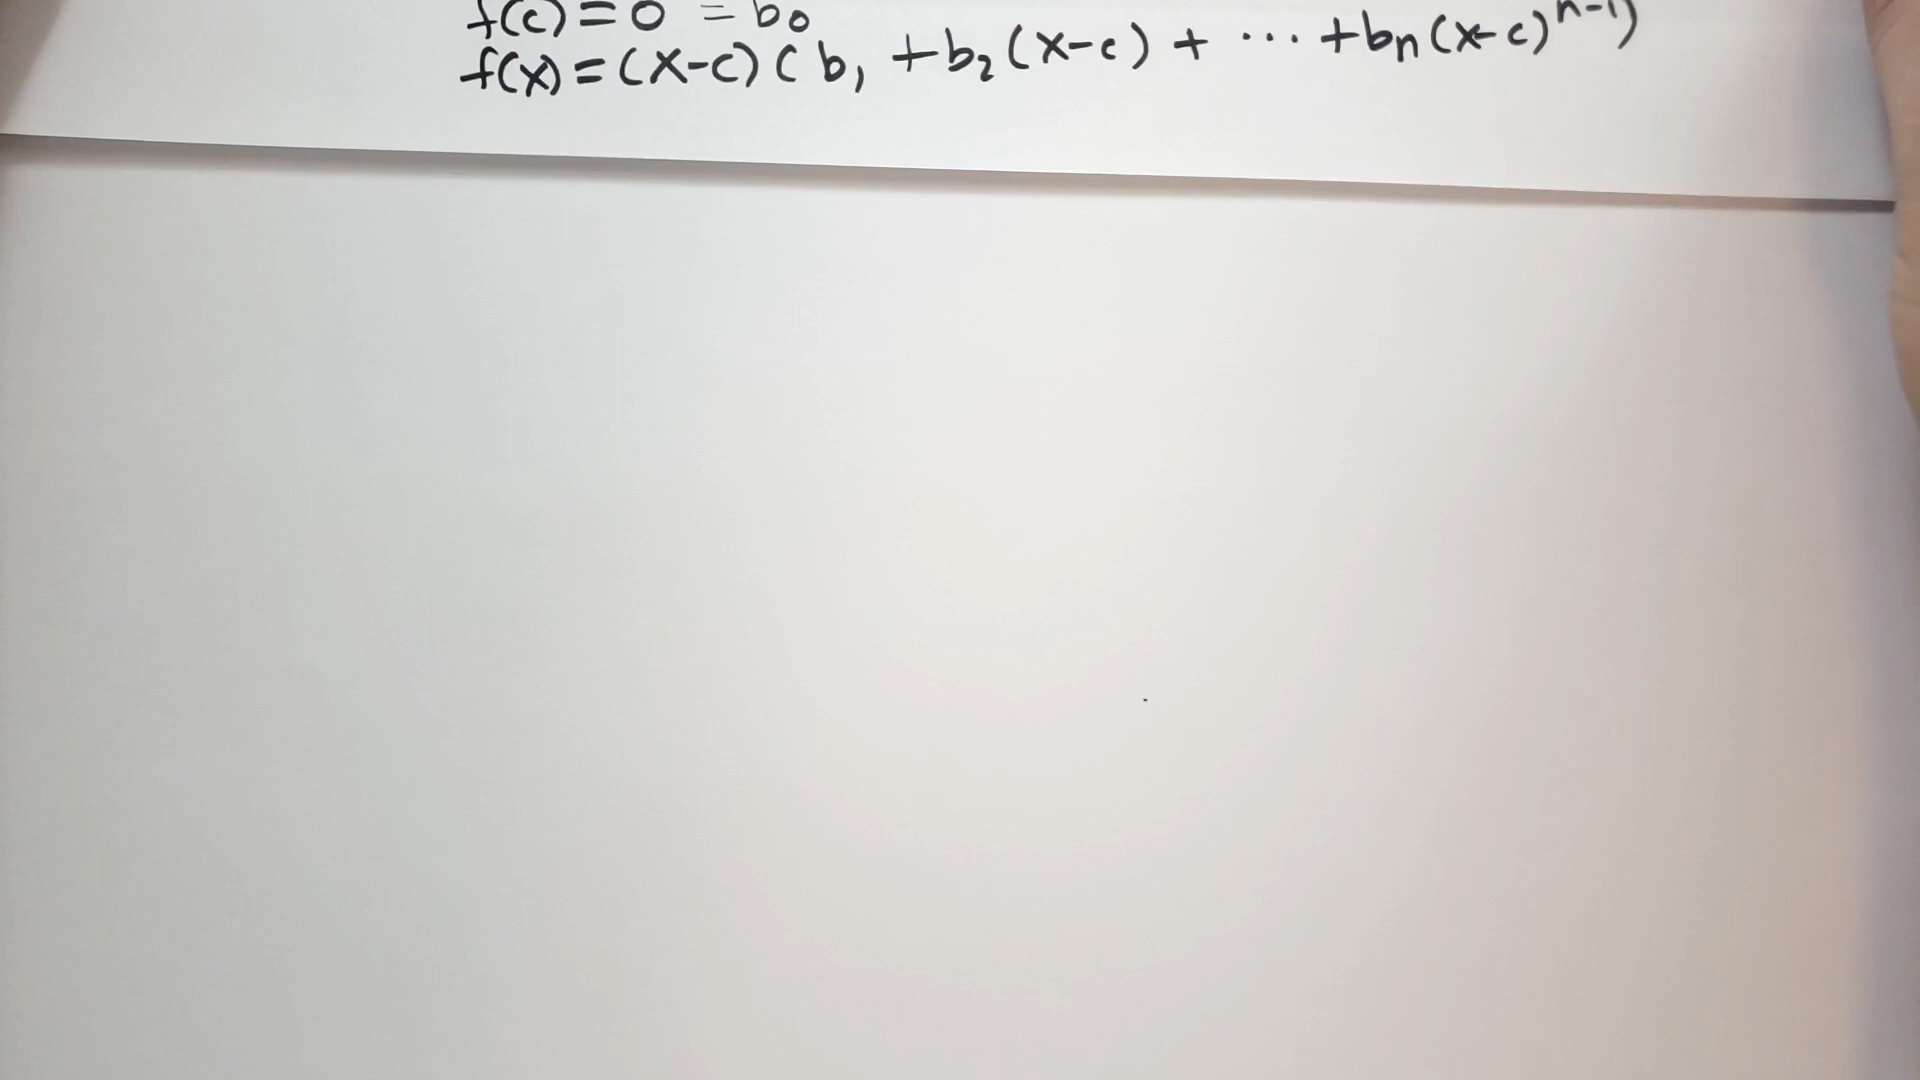 f(c) = 0 = b₀
f(x) = (x-c)(b₁ + b₂(x-c) + ... + bₙ(x-c)ⁿ⁻¹)